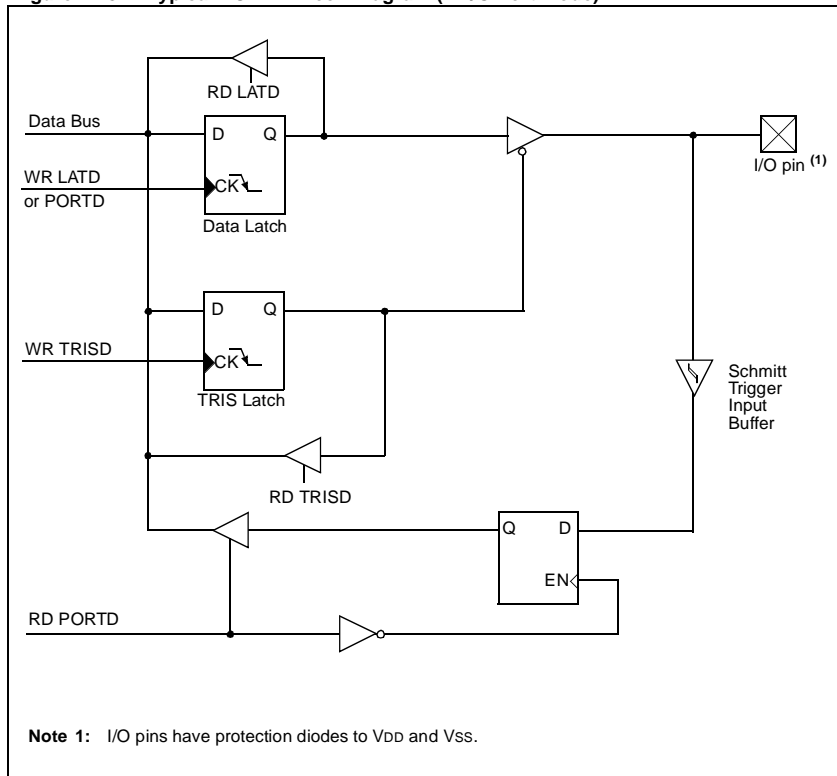 RD LATD
Data Bus
D Q
WR LATD
or PORTD
CK
Data Latch
I/O pin (1)
D Q
WR TRISD
CK
TRIS Latch
Schmitt
Trigger
Input
Buffer
RD TRISD
Q D
EN
RD PORTD
Note 1: I/O pins have protection diodes to VDD and VSS.